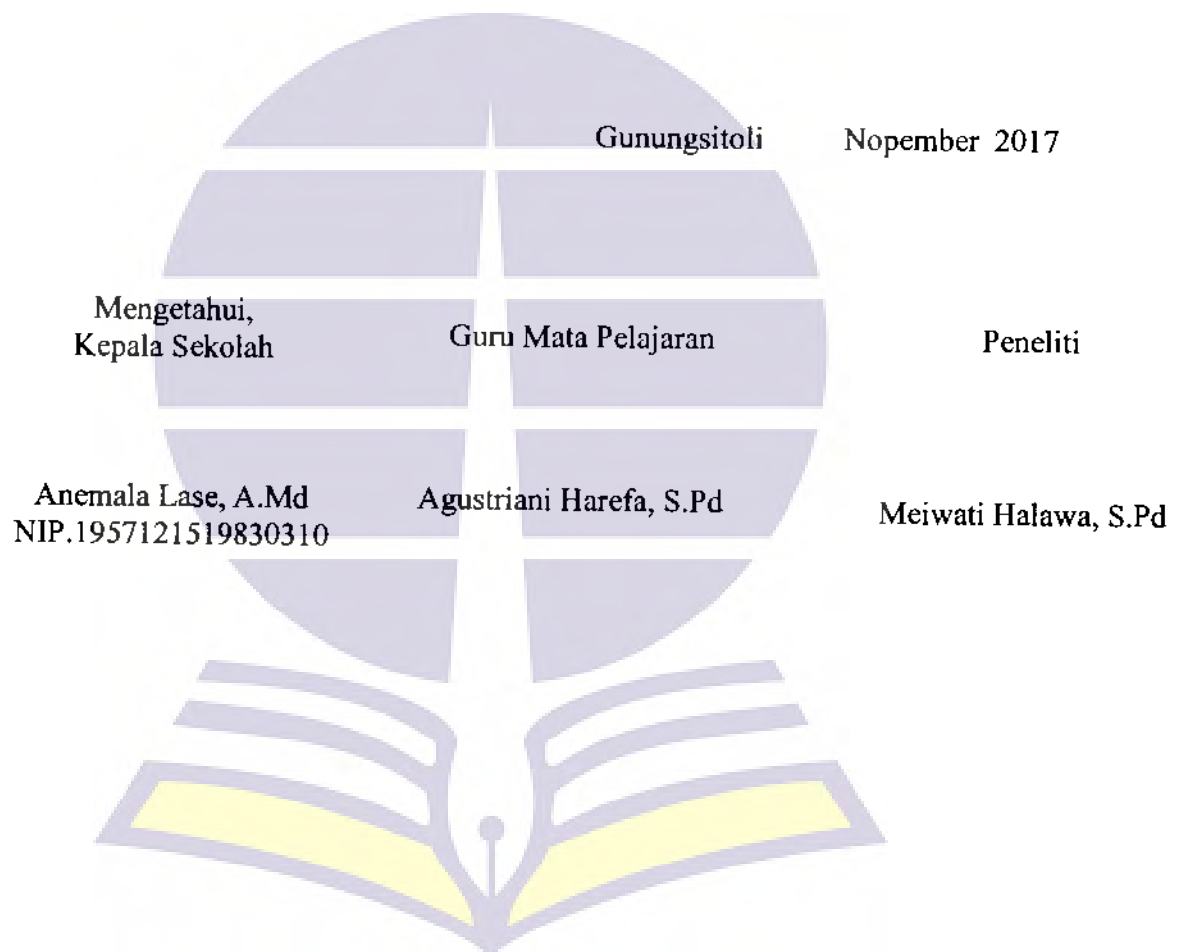 Gunungsitoli Nopember 2017
Mengetahui,
Kepala Sekolah
Guru Mata Pelajaran
Peneliti
Anemala Lase, A.Md
NIP.1957121519830310
Agustriani Harefa, S.Pd
Meiwati Halawa, S.Pd